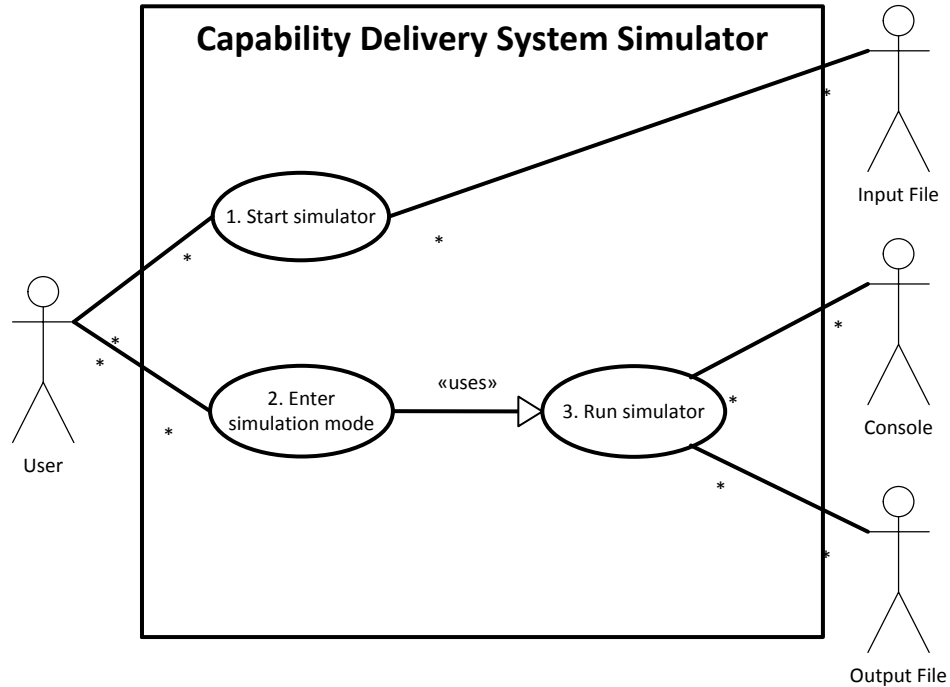 Capability Delivery System Simulator
*
Input File
1. Start simulator
*
*
*
*
User
2. Enter
simulation mode
*
«uses»
3. Run simulator
*
*
Console
*
*
Output File